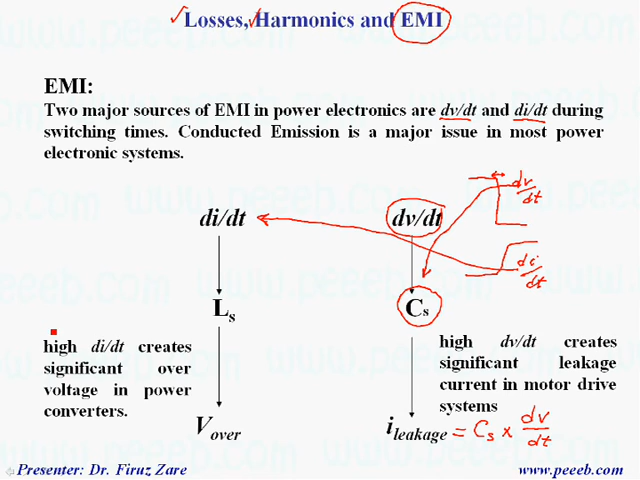 Losses, Harmonics and EMI
EMI:
Two major sources of EMI in power electronics are dv/dt and di/dt during
switching times. Conducted Emission is a major issue in most power
electronic systems.
dv/dt
di/dt dv/dt
di/dt
Ls Cs
high di/dt creates
significant over
voltage in power
converters.
high dv/dt creates
significant leakage
current in motor drive
systems
Vover
ileakage = Cs x dv/dt
Presenter: Dr. Firuz Zare www.peeeb.com